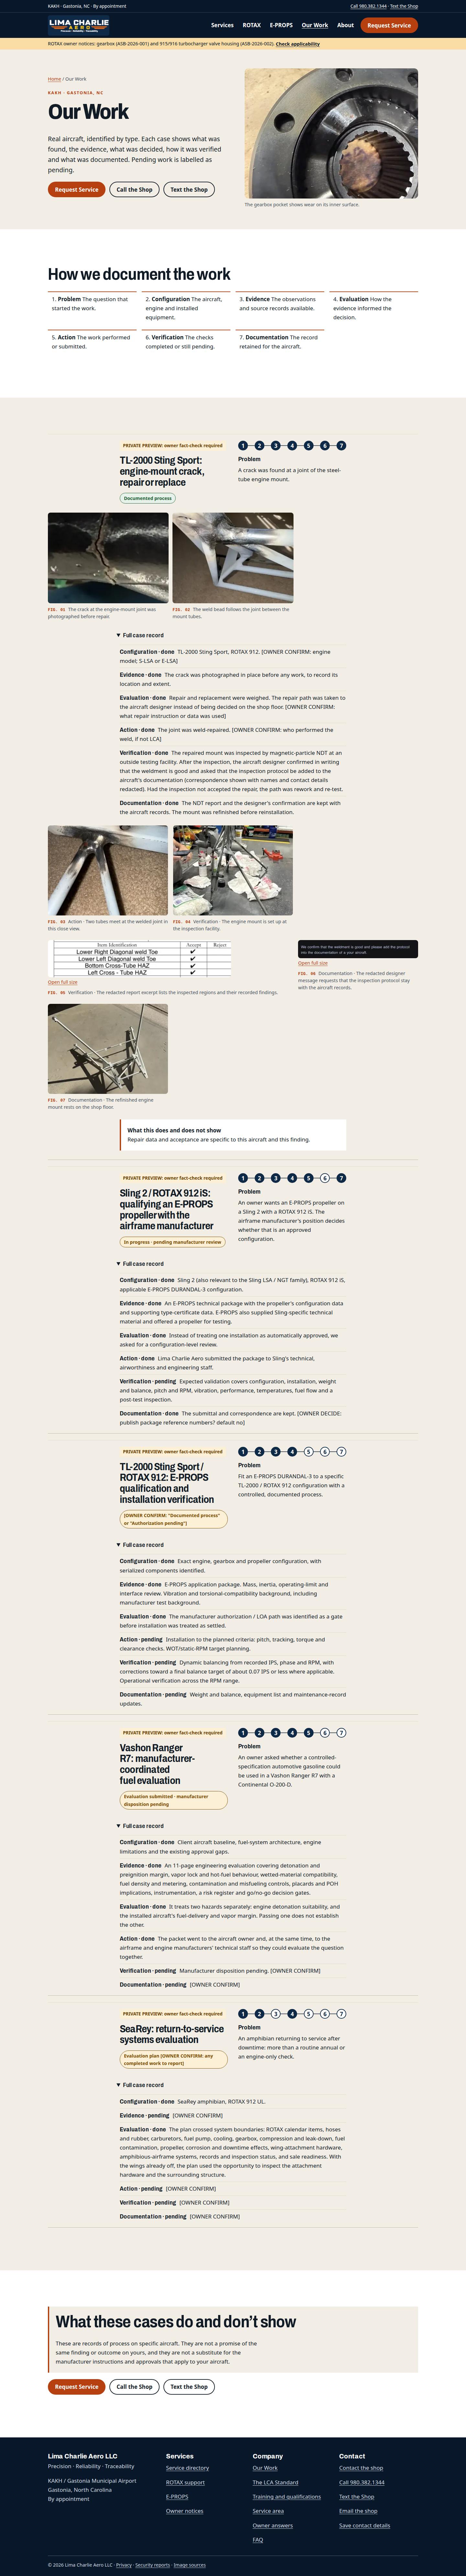 KAKH · Gastonia, NC · By appointment
Call 980.382.1344 · Text the Shop
LIMA CHARLIE
AERO
Services
ROTAX
E-PROPS
Our Work
About
Request Service
ROTAX owner notices: gearbox (ASB-2026-001) and 915/916 turbocharger valve housing (ASB-2026-002). Check applicability
Home / Our Work
KAKH · GASTONIA, NC
Our Work
Real aircraft, identified by type. Each case shows what was
found, the evidence, what was decided, how it was verified
and what was documented. Pending work is labelled as
pending.
Request Service
Call the Shop
Text the Shop
The gearbox pocket shows wear on its inner surface.
How we document the work
1. Problem The question that
started the work.
2. Configuration The aircraft,
engine and installed
equipment.
3. Evidence The observations
and source records available.
4. Evaluation How the
evidence informed the
decision.
5. Action The work performed
or submitted.
6. Verification The checks
completed or still pending.
7. Documentation The record
retained for the aircraft.
PRIVATE PREVIEW: owner fact-check required
TL-2000 Sting Sport:
engine-mount crack,
repair or replace
Documented process
1 2 3 4 5 6 7
Problem
A crack was found at a joint of the steel-
tube engine mount.
FIG. 01 The crack at the engine-mount joint was
photographed before repair.
FIG. 02 The weld bead follows the joint between the
mount tubes.
▼ Full case record
Configuration · done TL-2000 Sting Sport, ROTAX 912. [OWNER CONFIRM: engine
model; S-LSA or E-LSA]
Evidence · done The crack was photographed in place before any work, to record its
location and extent.
Evaluation · done Repair and replacement were weighed. The repair path was taken to
the aircraft designer instead of being decided on the shop floor. [OWNER CONFIRM:
what repair instruction or data was used]
Action · done The joint was weld-repaired. [OWNER CONFIRM: who performed the
weld, if not LCA]
Verification · done The repaired mount was inspected by magnetic-particle NDT at an
outside testing facility. After the inspection, the aircraft designer confirmed in writing
that the weldment is good and asked that the inspection protocol be added to the
aircraft's documentation (correspondence shown with names and contact details
redacted). Had the inspection not accepted the repair, the path was rework and re-test.
Documentation · done The NDT report and the designer's confirmation are kept with
the aircraft records. The mount was refinished before reinstallation.
FIG. 03 Action · Two tubes meet at the welded joint in
this close view.
FIG. 04 Verification · The engine mount is set up at
the inspection facility.
Item Identification Accept Reject
Lower Right Diagonal weld Toe ✔
Lower Left Diagonal weld Toe ✔
Bottom Cross-Tube HAZ ✔
Left Cross - Tube HAZ ✔
Open full size
FIG. 05 Verification · The redacted report excerpt lists the inspected regions and their recorded findings.
We confirm that the weldment is good and please add the protocol
into the documentation of a your aircraft.
Open full size
FIG. 06 Documentation · The redacted designer
message requests that the inspection protocol stay
with the aircraft records.
FIG. 07 Documentation · The refinished engine
mount rests on the shop floor.
What this does and does not show
Repair data and acceptance are specific to this aircraft and this finding.
PRIVATE PREVIEW: owner fact-check required
Sling 2 / ROTAX 912 iS:
qualifying an E-PROPS
propeller with the
airframe manufacturer
In progress · pending manufacturer review
1 2 3 4 5 6 7
Problem
An owner wants an E-PROPS propeller on
a Sling 2 with a ROTAX 912 iS. The
airframe manufacturer's position decides
whether that is an approved
configuration.
▼ Full case record
Configuration · done Sling 2 (also relevant to the Sling LSA / NGT family), ROTAX 912 iS,
applicable E-PROPS DURANDAL-3 configuration.
Evidence · done An E-PROPS technical package with the propeller's configuration data
and supporting type-certificate data. E-PROPS also supplied Sling-specific technical
material and offered a propeller for testing.
Evaluation · done Instead of treating one installation as automatically approved, we
asked for a configuration-level review.
Action · done Lima Charlie Aero submitted the package to Sling's technical,
airworthiness and engineering staff.
Verification · pending Expected validation covers configuration, installation, weight
and balance, pitch and RPM, vibration, performance, temperatures, fuel flow and a
post-test inspection.
Documentation · done The submittal and correspondence are kept. [OWNER DECIDE:
publish package reference numbers? default no]
PRIVATE PREVIEW: owner fact-check required
TL-2000 Sting Sport /
ROTAX 912: E-PROPS
qualification and
installation verification
[OWNER CONFIRM: "Documented process"
or "Authorization pending"]
1 2 3 4 5 6 7
Problem
Fit an E-PROPS DURANDAL-3 to a specific
TL-2000 / ROTAX 912 configuration with a
controlled, documented process.
▼ Full case record
Configuration · done Exact engine, gearbox and propeller configuration, with
serialized components identified.
Evidence · done E-PROPS application package. Mass, inertia, operating-limit and
interface review. Vibration and torsional-compatibility background, including
manufacturer test background.
Evaluation · done The manufacturer authorization / LOA path was identified as a gate
before installation was treated as settled.
Action · pending Installation to the planned criteria: pitch, tracking, torque and
clearance checks. WOT/static-RPM target planning.
Verification · pending Dynamic balancing from recorded IPS, phase and RPM, with
corrections toward a final balance target of about 0.07 IPS or less where applicable.
Operational verification across the RPM range.
Documentation · pending Weight and balance, equipment list and maintenance-record
updates.
PRIVATE PREVIEW: owner fact-check required
Vashon Ranger
R7: manufacturer-
coordinated
fuel evaluation
Evaluation submitted · manufacturer
disposition pending
1 2 3 4 5 6 7
Problem
An owner asked whether a controlled-
specification automotive gasoline could
be used in a Vashon Ranger R7 with a
Continental O-200-D.
▼ Full case record
Configuration · done Client aircraft baseline, fuel-system architecture, engine
limitations and the existing approval gaps.
Evidence · done An 11-page engineering evaluation covering detonation and
preignition margin, vapor lock and hot-fuel behaviour, wetted-material compatibility,
fuel density and metering, contamination and misfueling controls, placards and POH
implications, instrumentation, a risk register and go/no-go decision gates.
Evaluation · done It treats two hazards separately: engine detonation suitability, and
the installed aircraft's fuel-delivery and vapor margin. Passing one does not establish
the other.
Action · done The packet went to the aircraft owner and, at the same time, to the
airframe and engine manufacturers' technical staff so they could evaluate the question
together.
Verification · pending Manufacturer disposition pending. [OWNER CONFIRM]
Documentation · pending [OWNER CONFIRM]
PRIVATE PREVIEW: owner fact-check required
SeaRey: return-to-service
systems evaluation
Evaluation plan [OWNER CONFIRM: any
completed work to report]
1 2 3 4 5 6 7
Problem
An amphibian returning to service after
downtime: more than a routine annual or
an engine-only check.
▼ Full case record
Configuration · done SeaRey amphibian, ROTAX 912 UL.
Evidence · pending [OWNER CONFIRM]
Evaluation · done The plan crossed system boundaries: ROTAX calendar items, hoses
and rubber, carburetors, fuel pump, cooling, gearbox, compression and leak-down, fuel
contamination, propeller, corrosion and downtime effects, wing-attachment hardware,
amphibious-airframe systems, records and inspection status, and sale readiness. With
the wings already off, the plan used the opportunity to inspect the attachment
hardware and the surrounding structure.
Action · pending [OWNER CONFIRM]
Verification · pending [OWNER CONFIRM]
Documentation · pending [OWNER CONFIRM]
What these cases do and don't show
These are records of process on specific aircraft. They are not a promise of the
same finding or outcome on yours, and they are not a substitute for the
manufacturer instructions and approvals that apply to your aircraft.
Request Service
Call the Shop
Text the Shop
Lima Charlie Aero LLC
Precision · Reliability · Traceability
KAKH / Gastonia Municipal Airport
Gastonia, North Carolina
By appointment
Services
Service directory
ROTAX support
E-PROPS
Owner notices
Company
Our Work
The LCA Standard
Training and qualifications
Service area
Owner answers
FAQ
Contact
Contact the shop
Call 980.382.1344
Text the Shop
Email the shop
Save contact details
© 2026 Lima Charlie Aero LLC · Privacy · Security reports · Image sources